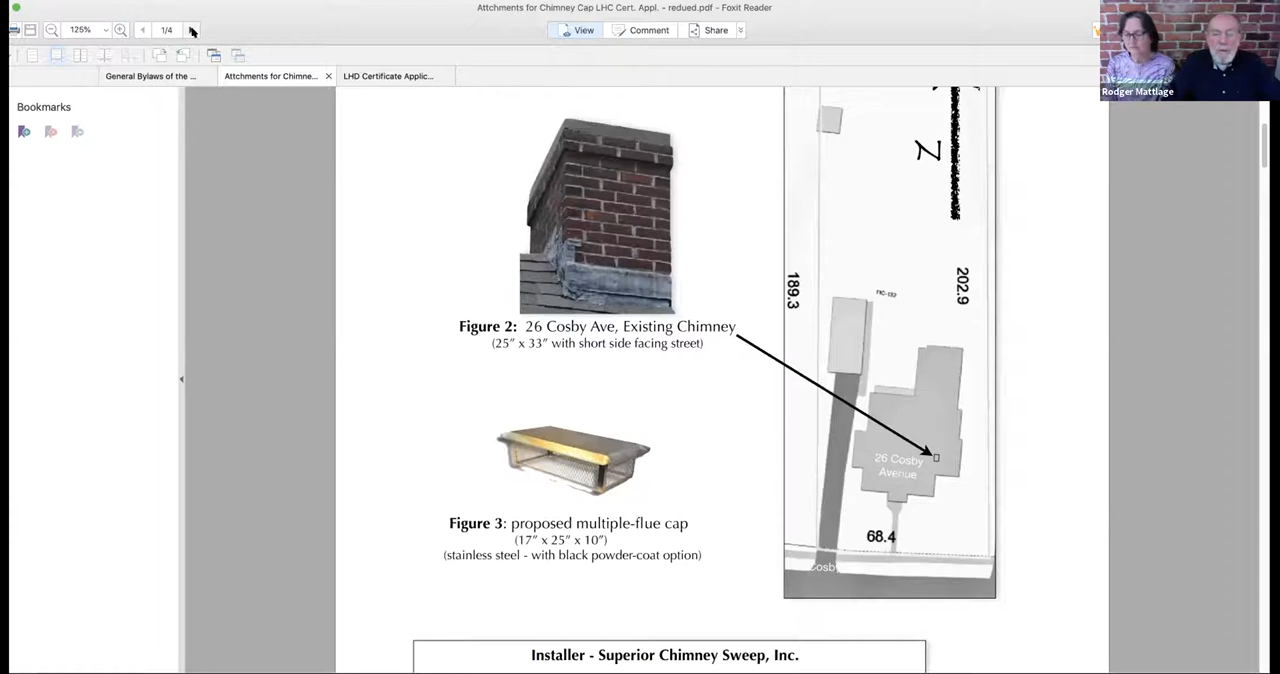 Attchments for Chimney Cap LHC Cert. Appl. - redued.pdf - Foxit Reader
125%
1/4
View
Comment
Share
General Bylaws of the ...
Attchments for Chimne...
LHD Certificate Applic...
Rodger Mattlage
Bookmarks
Z
189.3
202.9
Figure 2: 26 Cosby Ave, Existing Chimney
(25" x 33" with short side facing street)
26 Cosby
Avenue
Figure 3: proposed multiple-flue cap
(17" x 25" x 10")
(stainless steel - with black powder-coat option)
68.4
Cosby
Installer - Superior Chimney Sweep, Inc.